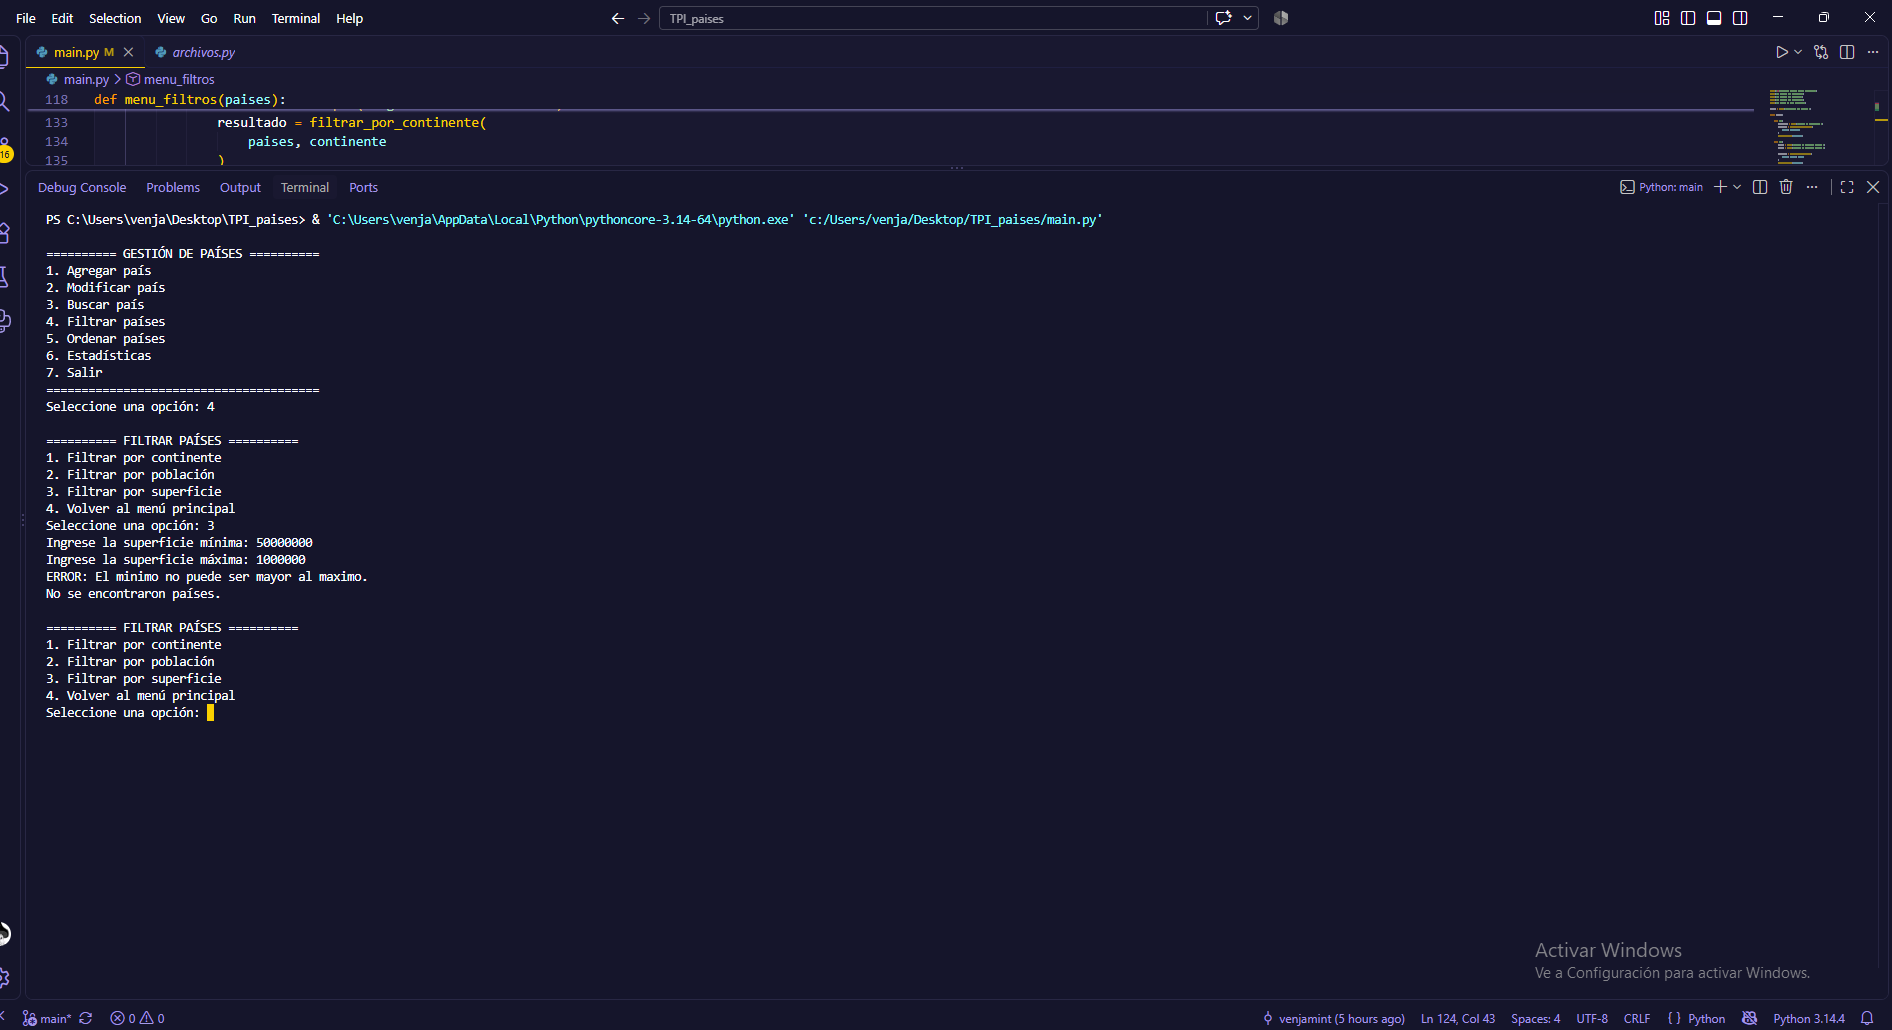 File Edit Selection View Go Run Terminal Help
TPI_paises
main.py M
archivos.py
main.py > menu_filtros
118 def menu_filtros(paises):
133 resultado = filtrar_por_continente(
134 paises, continente
135 )
16
Debug Console Problems Output Terminal Ports
Python: main
PS C:\Users\venja\Desktop\TPI_paises> & 'C:\Users\venja\AppData\Local\Python\pythoncore-3.14-64\python.exe' 'c:/Users/venja/Desktop/TPI_paises/main.py'
========== GESTIÓN DE PAÍSES ==========
1. Agregar país
2. Modificar país
3. Buscar país
4. Filtrar países
5. Ordenar países
6. Estadísticas
7. Salir
=======================================
Seleccione una opción: 4
========== FILTRAR PAÍSES ==========
1. Filtrar por continente
2. Filtrar por población
3. Filtrar por superficie
4. Volver al menú principal
Seleccione una opción: 3
Ingrese la superficie mínima: 50000000
Ingrese la superficie máxima: 1000000
ERROR: El minimo no puede ser mayor al maximo.
No se encontraron países.
========== FILTRAR PAÍSES ==========
1. Filtrar por continente
2. Filtrar por población
3. Filtrar por superficie
4. Volver al menú principal
Seleccione una opción:
Activar Windows
Ve a Configuración para activar Windows.
main* 0 0 venjamint (5 hours ago) Ln 124, Col 43 Spaces: 4 UTF-8 CRLF { } Python Python 3.14.4